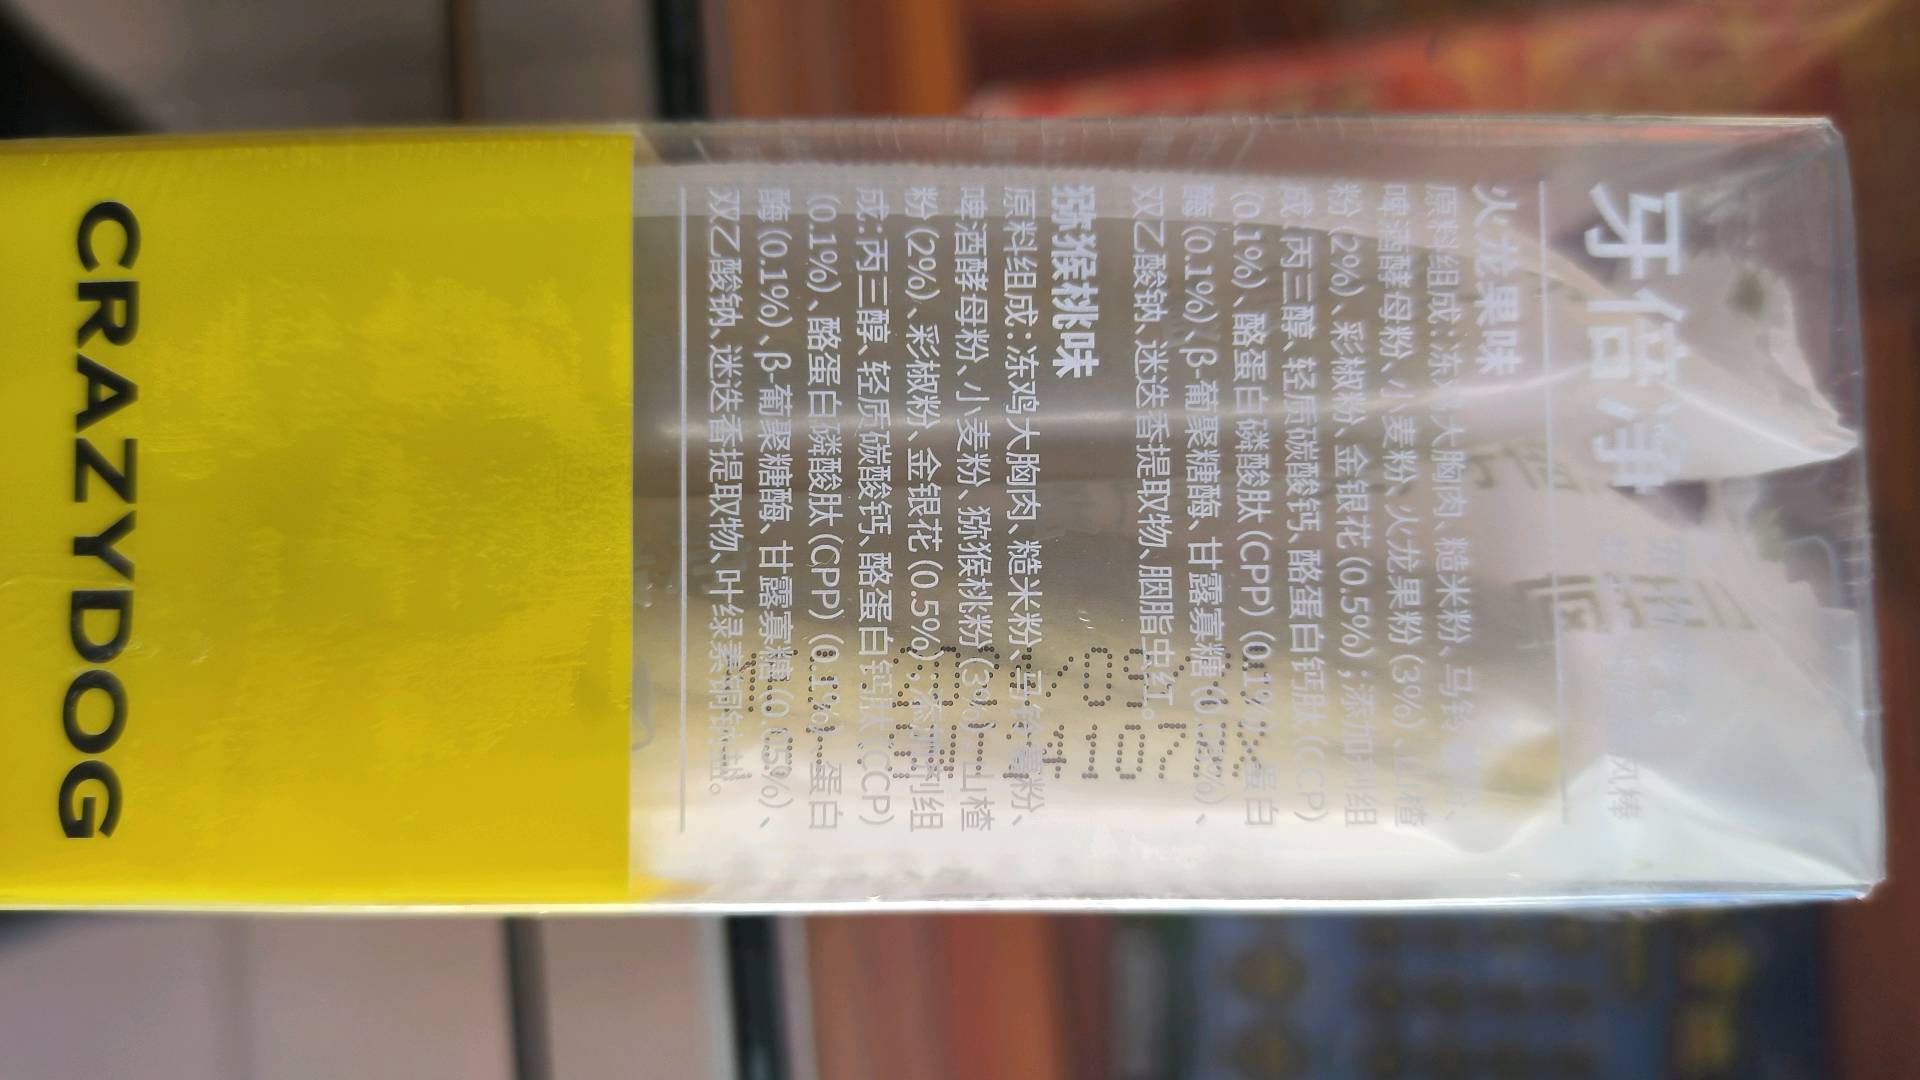 牙倍净
火龙果味
原料组成：冻鸡大胸肉、糙米粉、马铃薯粉、
啤酒酵母粉、小麦粉、火龙果粉（3%）、山楂
粉（2%）、彩椒粉、金银花（0.5%）；添加剂组
成：丙三醇、轻质碳酸钙、酪蛋白钙肽（CCP）
（0.1%）、酪蛋白磷酸肽（CPP）（0.1%）、蛋白
酶（0.1%）、β-葡聚糖酶、甘露寡糖
双乙酸钠、迷迭香提取物、胭脂虫红。
猕猴桃味
原料组成：冻鸡大胸肉、糙米粉、马铃薯粉、
啤酒酵母粉、小麦粉、猕猴桃粉（3%）、山楂
粉（2%）、彩椒粉、金银花（0.5%）；添加剂组
成：丙三醇、轻质碳酸钙、酪蛋白钙肽（CCP）
（0.1%）、酪蛋白磷酸肽（CPP）（0.1%）、蛋白
酶（0.1%）、β-葡聚糖酶、甘露寡糖（0.05%）、
双乙酸钠、迷迭香提取物、叶绿素铜钠盐。
CRAZYDOG